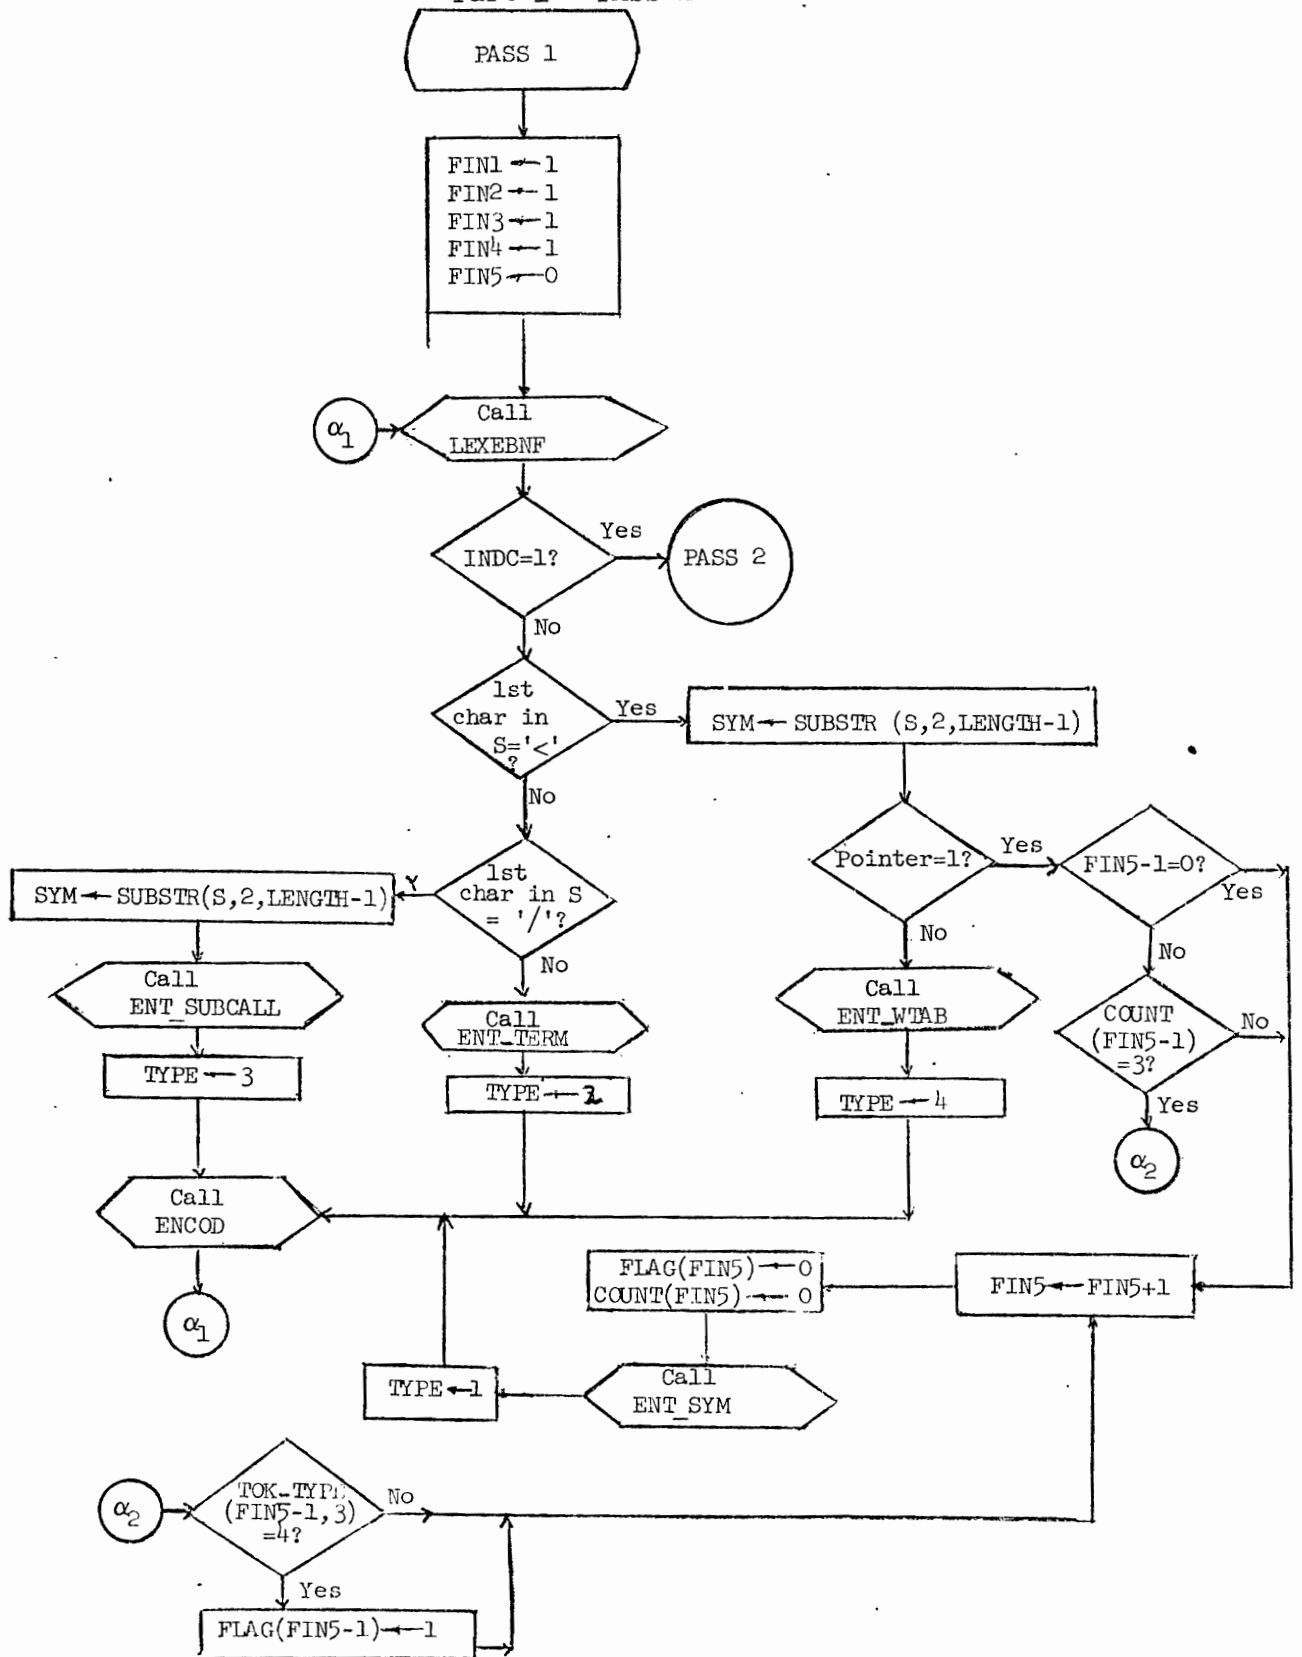 PASS 1
FIN1←1
FIN2←1
FIN3←1
FIN4←1
FIN5←0
α1
Call
LEXEBNF
INDC=1?
Yes
PASS 2
No
1st
char in
S='<'
?
Yes
SYM← SUBSTR (S,2,LENGTH-1)
No
Pointer=1?
Yes
FIN5-1=0?
Yes
1st
char in S
= '/'?
Y
SYM←SUBSTR(S,2,LENGTH-1)
No
No
No
Call
ENT_SUBCALL
Call
ENT_TERM
Call
ENT_WTAB
COUNT
(FIN5-1)
=3?
No
Yes
TYPE←3
TYPE←2
TYPE←4
α2
Call
ENCOD
FLAG(FIN5)←0
COUNT(FIN5)←0
FIN5←FIN5+1
α1
TYPE←1
Call
ENT_SYM
α2
TOK-TYPE
(FIN5-1,3)
=4?
No
Yes
FLAG(FIN5-1)←1